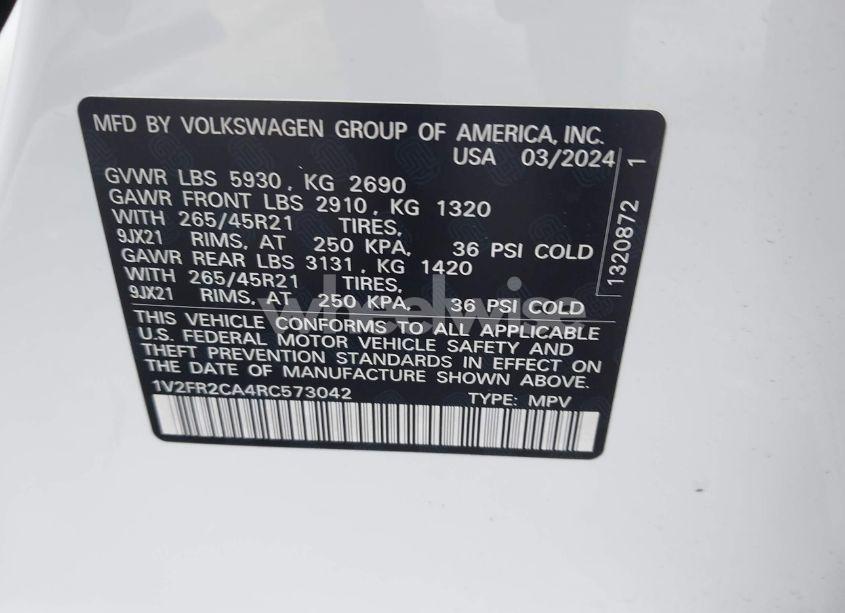 MFD BY VOLKSWAGEN GROUP OF AMERICA, INC.
USA 03/2024
GVWR LBS 5930, KG 2690
GAWR FRONT LBS 2910, KG 1320
WITH 265/45R21 TIRES,
9JX21 RIMS, AT 250 KPA, 36 PSI COLD
GAWR REAR LBS 3131, KG 1420
WITH 265/45R21 TIRES,
9JX21 RIMS, AT 250 KPA, 36 PSI COLD
THIS VEHICLE CONFORMS TO ALL APPLICABLE
U.S. FEDERAL MOTOR VEHICLE SAFETY AND
THEFT PREVENTION STANDARDS IN EFFECT ON
THE DATE OF MANUFACTURE SHOWN ABOVE.
1V2FR2CA4RC573042 TYPE: MPV
1320872 1
wheelwise